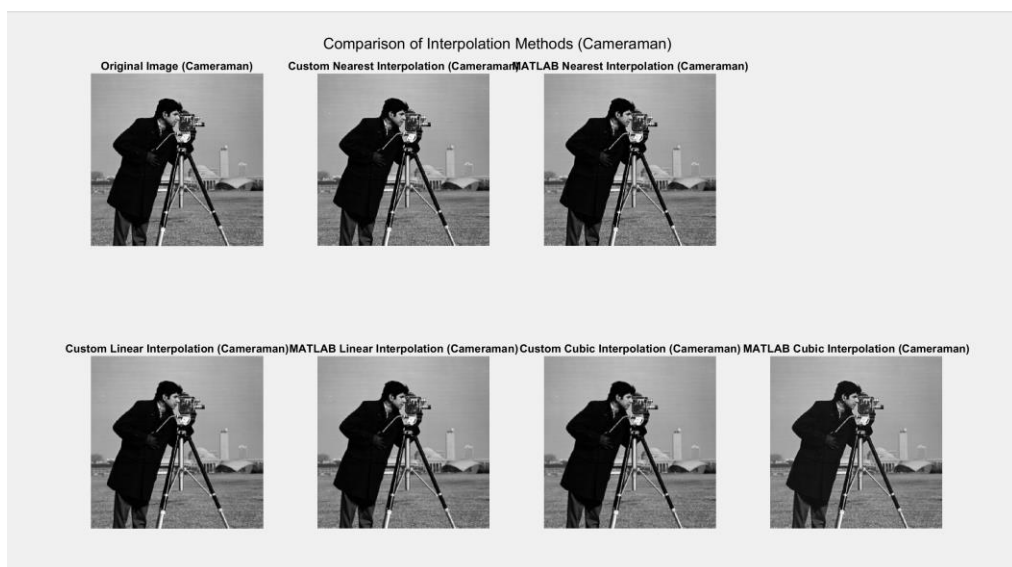 Comparison of Interpolation Methods (Cameraman)
Original Image (Cameraman)
Custom Nearest Interpolation (Cameraman)
MATLAB Nearest Interpolation (Cameraman)
Custom Linear Interpolation (Cameraman)
MATLAB Linear Interpolation (Cameraman)
Custom Cubic Interpolation (Cameraman)
MATLAB Cubic Interpolation (Cameraman)